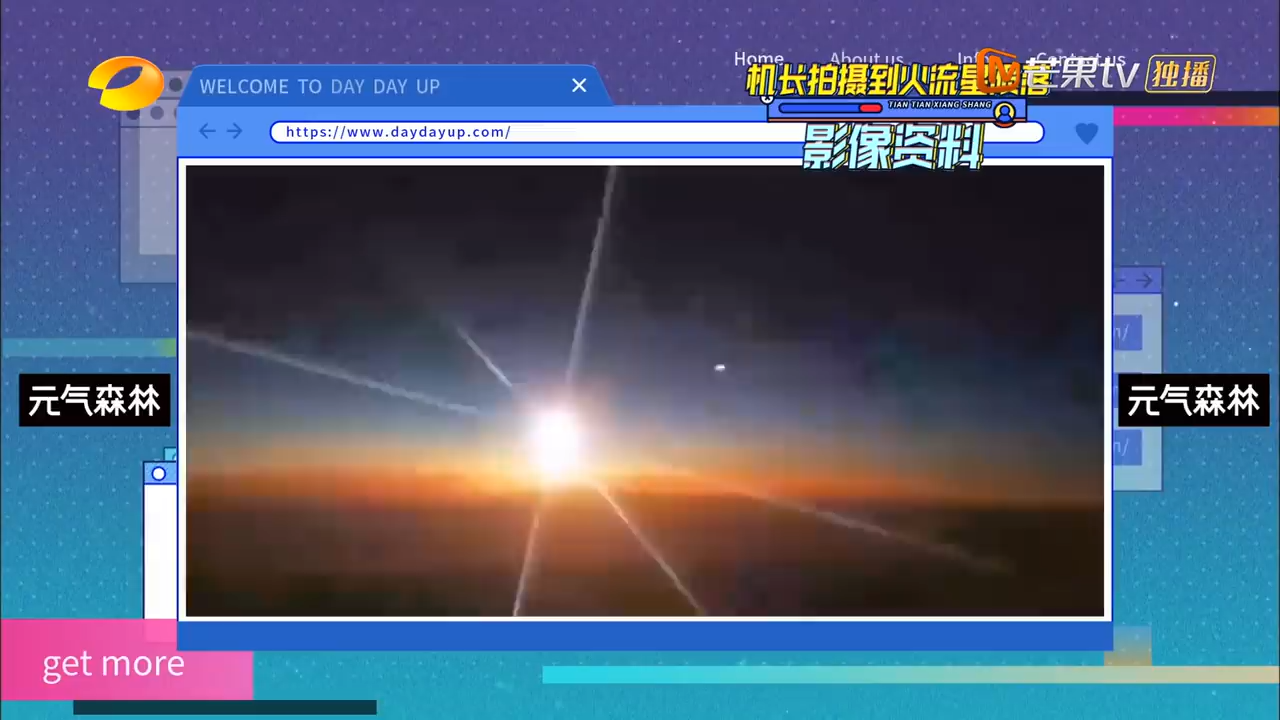 Home
About us
Contact us
WELCOME TO DAY DAY UP
机长拍摄到火流星
芒果tv 独播
TIAN TIAN XIANG SHANG
https://www.daydayup.com/
影像资料
元气森林
元气森林
get more